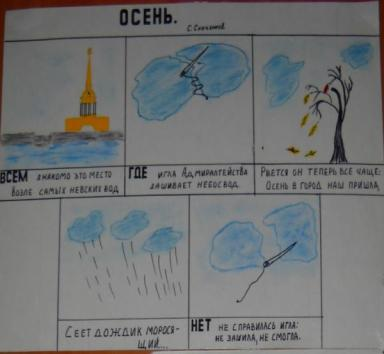 ОСЕНЬ.
ВСЕМ ЗНАКОМО ЭТО МЕСТО
ВОЗЛЕ САМЫХ НЕВСКИХ ВОД
ГДЕ ИГЛА АДМИРАЛТЕЙСТВА
ЗАШИВАЕТ НЕБОСВОД.
РВЕТСЯ ОН ТЕПЕРЬ ВСЕ ЧАЩЕ:
ОСЕНЬ В ГОРОД НАШ ПРИШЛА,
СЕЕТ ДОЖДИК МОРОСЯ-
ЩИЙ...
НЕТ НЕ СПРАВИЛАСЬ ИГЛА:
НЕ ЗАШИЛА, НЕ СМОГЛА.